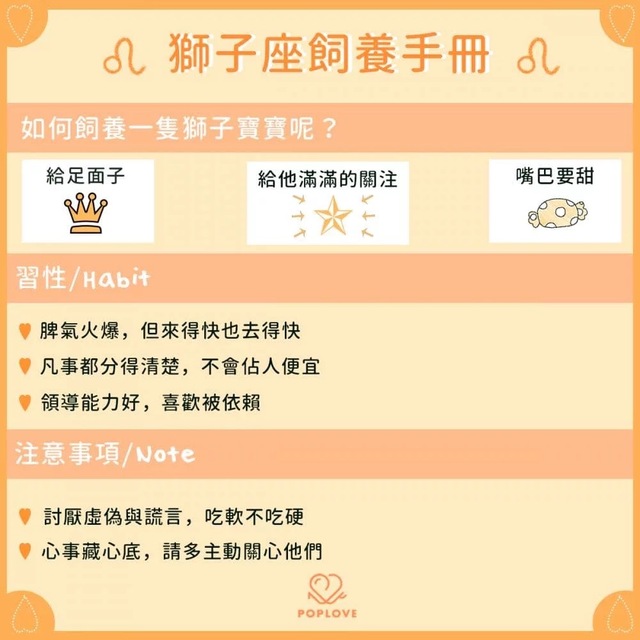 獅子座飼養手冊
如何飼養一隻獅子寶寶呢？
給足面子
給他滿滿的關注
嘴巴要甜
習性/Habit
脾氣火爆，但來得快也去得快
凡事都分得清楚，不會佔人便宜
領導能力好，喜歡被依賴
注意事項/Note
討厭虛偽與謊言，吃軟不吃硬
心事藏心底，請多主動關心他們
POPLOVE